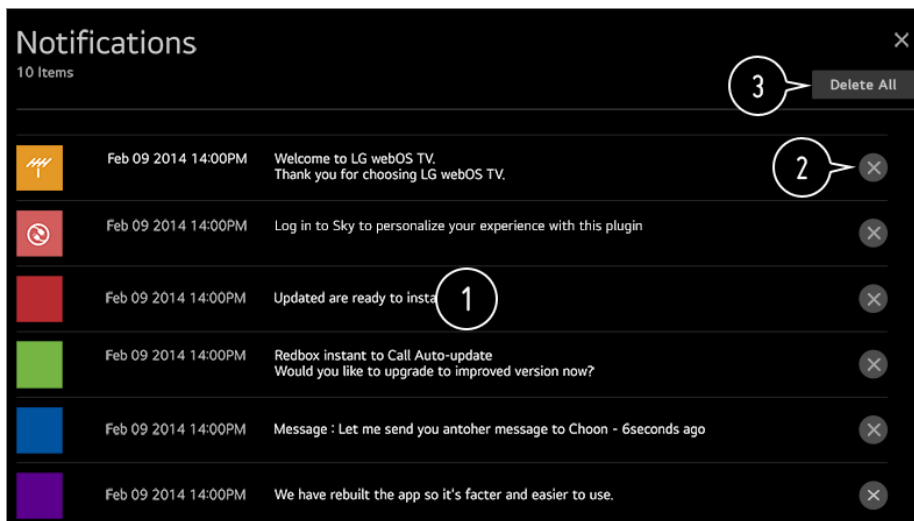 Notifications
10 Items
3
Delete All
Feb 09 2014 14:00PM
Welcome to LG webOS TV.
Thank you for choosing LG webOS TV.
2
Feb 09 2014 14:00PM
Log in to Sky to personalize your experience with this plugin
Feb 09 2014 14:00PM
Updated are ready to
1
Feb 09 2014 14:00PM
Redbox instant to Call Auto-update
Would you like to upgrade to improved version now?
Feb 09 2014 14:00PM
Message : Let me send you antoher message to Choon - 6seconds ago
Feb 09 2014 14:00PM
We have rebuilt the app so it's facter and easier to use.